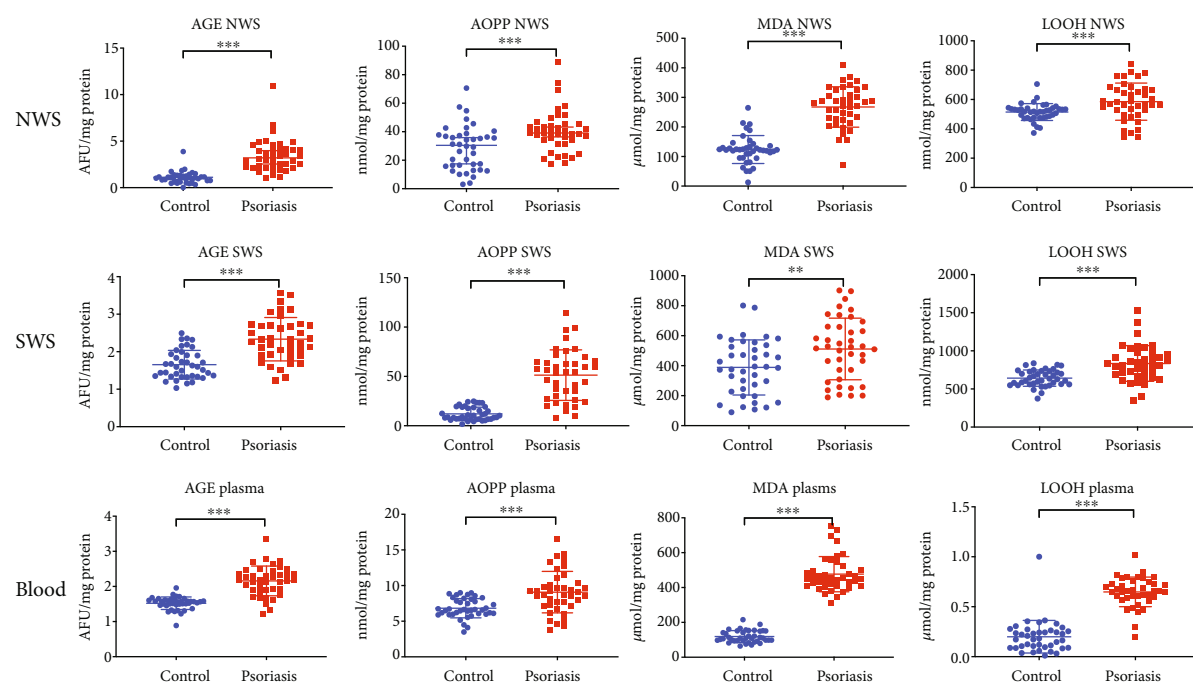 NWS
AGE NWS
***
AFU/mg protein
15
10
5
0
Control Psoriasis
AOPP NWS
***
nmol/mg protein
100
80
60
40
20
0
Control Psoriasis
MDA NWS
***
μmol/mg protein
500
400
300
200
100
0
Control Psoriasis
LOOH NWS
***
nmol/mg protein
1000
800
600
400
200
0
Control Psoriasis
SWS
AGE SWS
***
AFU/mg protein
4
3
2
1
0
Control Psoriasis
AOPP SWS
***
nmol/mg protein
150
100
50
0
Control Psoriasis
MDA SWS
**
μmol/mg protein
1000
800
600
400
200
0
Control Psoriasis
LOOH SWS
***
nmol/mg protein
2000
1500
1000
500
0
Control Psoriasis
Blood
AGE plasma
***
AFU/mg protein
4
3
2
1
0
Control Psoriasis
AOPP plasma
***
nmol/mg protein
20
15
10
5
0
Control Psoriasis
MDA plasms
***
μmol/mg protein
800
600
400
200
0
Control Psoriasis
LOOH plasma
***
μmol/mg protein
1.5
1.0
0.5
0.0
Control Psoriasis